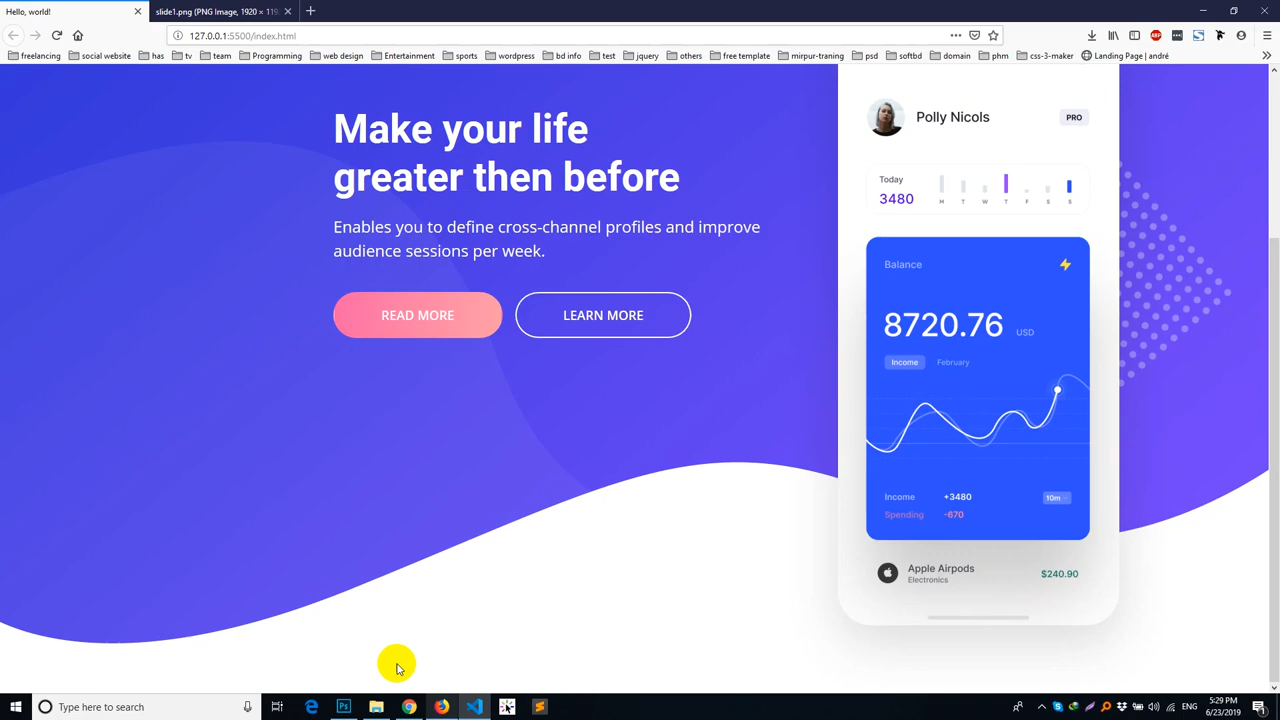 Hello, world!
slide1.png (PNG Image, 1920 × 119
127.0.0.1:5500/index.html
ABP
freelancing
social website
has
tv
team
Programming
web design
Entertainment
sports
wordpress
bd info
test
jquery
others
free template
mirpur-traning
psd
softbd
domain
phm
css-3-maker
Landing Page | andré
Make your life
greater then before
Enables you to define cross-channel profiles and improve
audience sessions per week.
READ MORE
LEARN MORE
Polly Nicols
PRO
Today
3480
M T W T F S S
Balance
8720.76 USD
Income February
Income +3480 10m
Spending -670
Apple Airpods
Electronics
$240.90
Type here to search
Ps
ENG
5:29 PM
6/23/2019
1